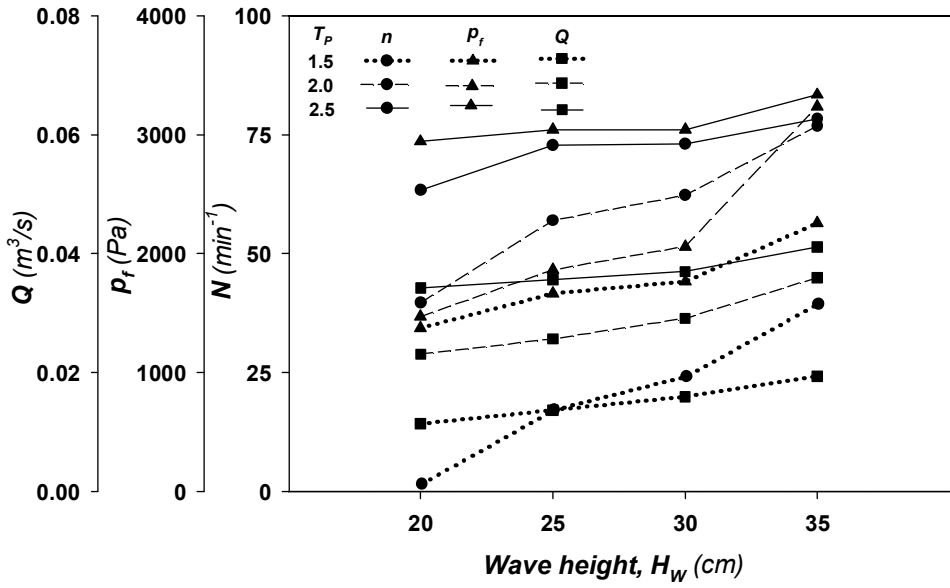 0.08 4000 100
T_P n p_f Q
1.5
2.0
2.5
0.06 3000 75
0.04 2000 50
0.02 1000 25
0.00 0 0
Q (m³/s)
p_f (Pa)
N (min⁻¹)
20 25 30 35
Wave height, H_W (cm)